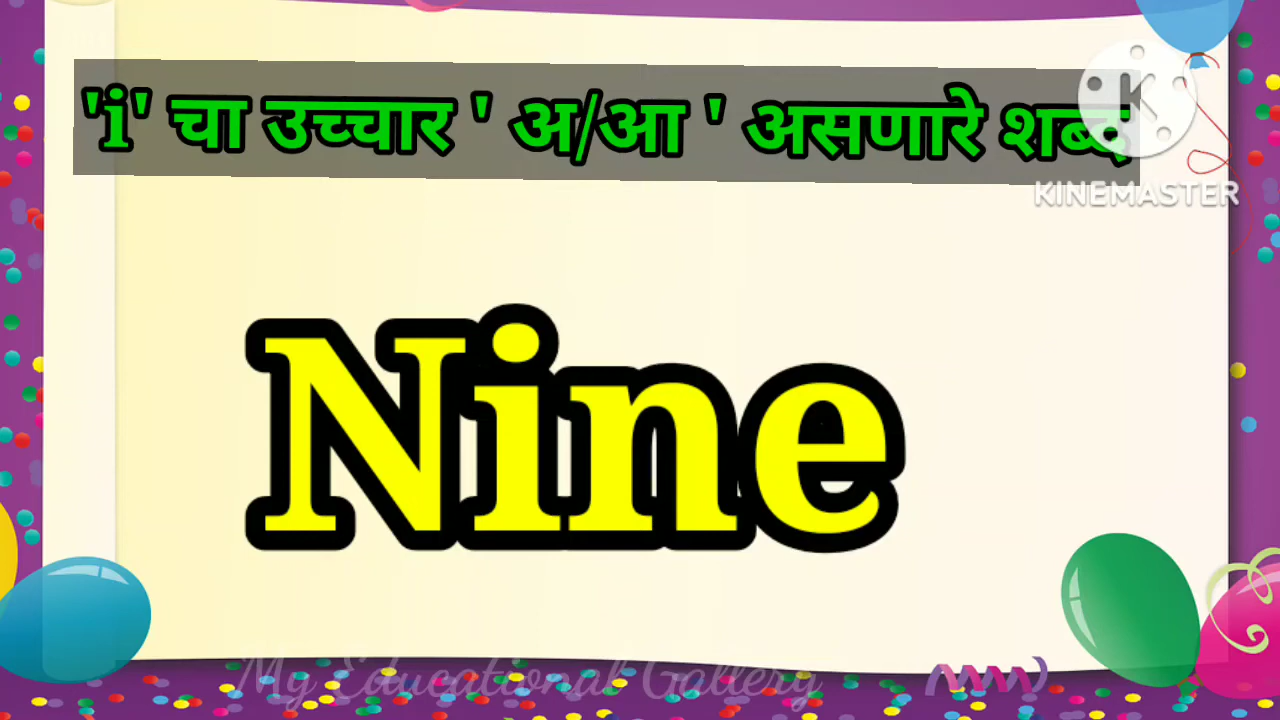 'i' चा उच्चार ' अ/आ ' असणारे शब्द
KINEMASTER
Nine
My Educational Gallery